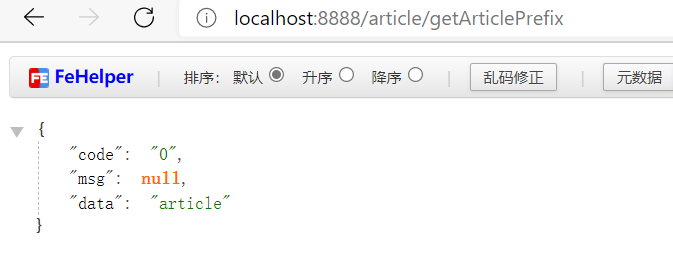 localhost:8888/article/getArticlePrefix
FeHelper | 排序: 默认 升序 降序 | 乱码修正 | 元数据
{
"code": "0",
"msg": null,
"data": "article"
}